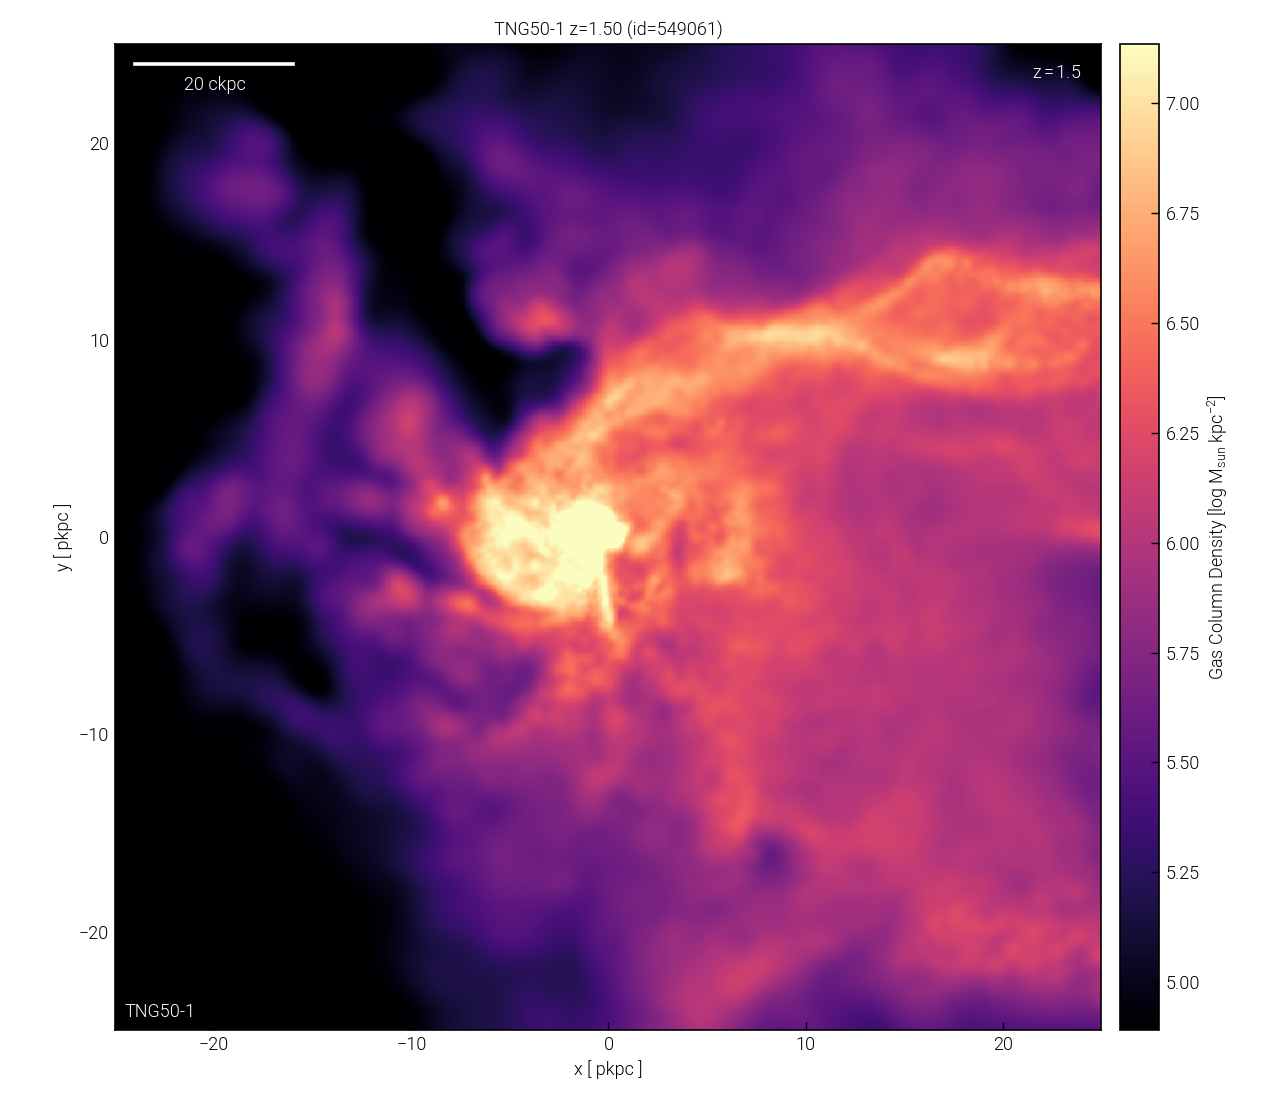 TNG50-1 z=1.50 (id=549061)
20 ckpc
z=1.5
TNG50-1
y [ pkpc ]
20
10
0
−10
−20
−20
−10
0
10
20
x [ pkpc ]
7.00
6.75
6.50
6.25
6.00
5.75
5.50
5.25
5.00
Gas Column Density [log M_sun kpc^−2]